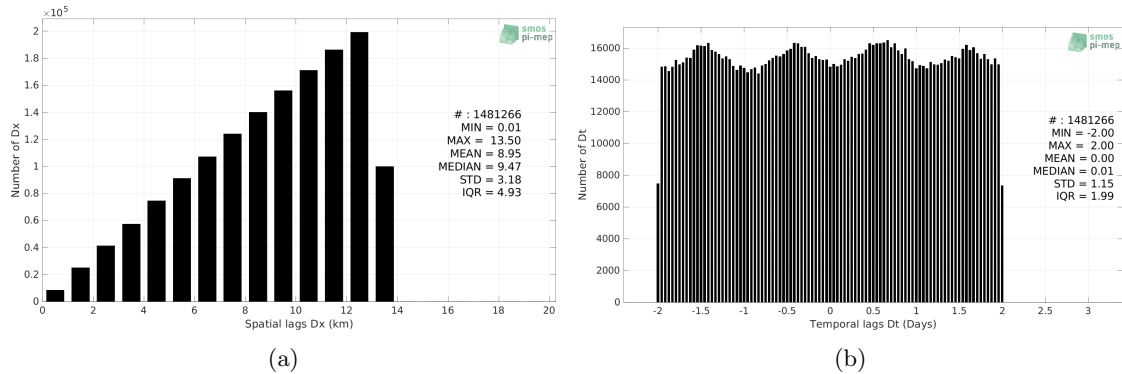 ×10^5
2
1.8
1.6
1.4
1.2
1
0.8
0.6
0.4
0.2
0
Number of Dx
smos
pi-mep
# : 1481266
MIN = 0.01
MAX = 13.50
MEAN = 8.95
MEDIAN = 9.47
STD = 3.18
IQR = 4.93
0 2 4 6 8 10 12 14 16 18 20
Spatial lags Dx (km)
(a)
16000
14000
12000
10000
8000
6000
4000
2000
0
Number of Dt
smos
pi-mep
# : 1481266
MIN = -2.00
MAX = 2.00
MEAN = 0.00
MEDIAN = 0.01
STD = 1.15
IQR = 1.99
-2 -1.5 -1 -0.5 0 0.5 1 1.5 2 2.5 3
Temporal lags Dt (Days)
(b)